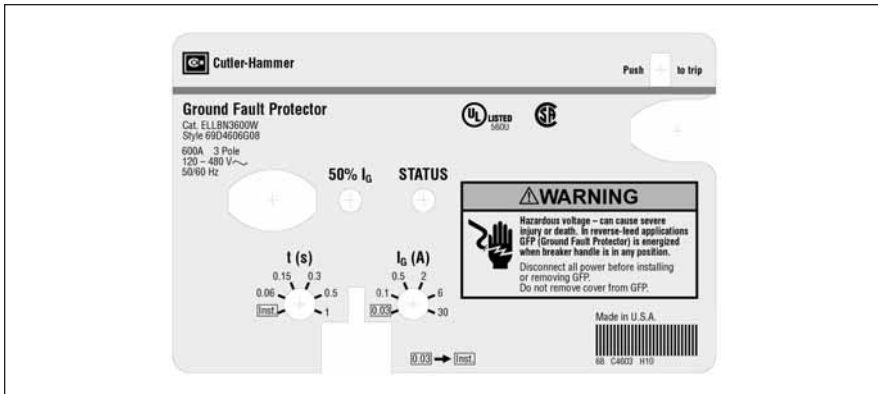 Cutler-Hammer
Push to trip
Ground Fault Protector
Cat. ELLBN3600W
Style 69D4606G08
600A 3 Pole
120 – 480 V~
50/60 Hz
UL LISTED
560U
SA
50% IG STATUS
⚠WARNING
Hazardous voltage – can cause severe
injury or death. In reverse-feed applications
GFP (Ground Fault Protector) is energized
when breaker handle is in any position.
Disconnect all power before installing
or removing GFP.
Do not remove cover from GFP.
t (s)
0.15 0.3
0.06 0.5
Inst. 1
IG (A)
0.5 2
0.1 6
0.03 30
0.03 → Inst.
Made in U.S.A.
68 C4603 H10